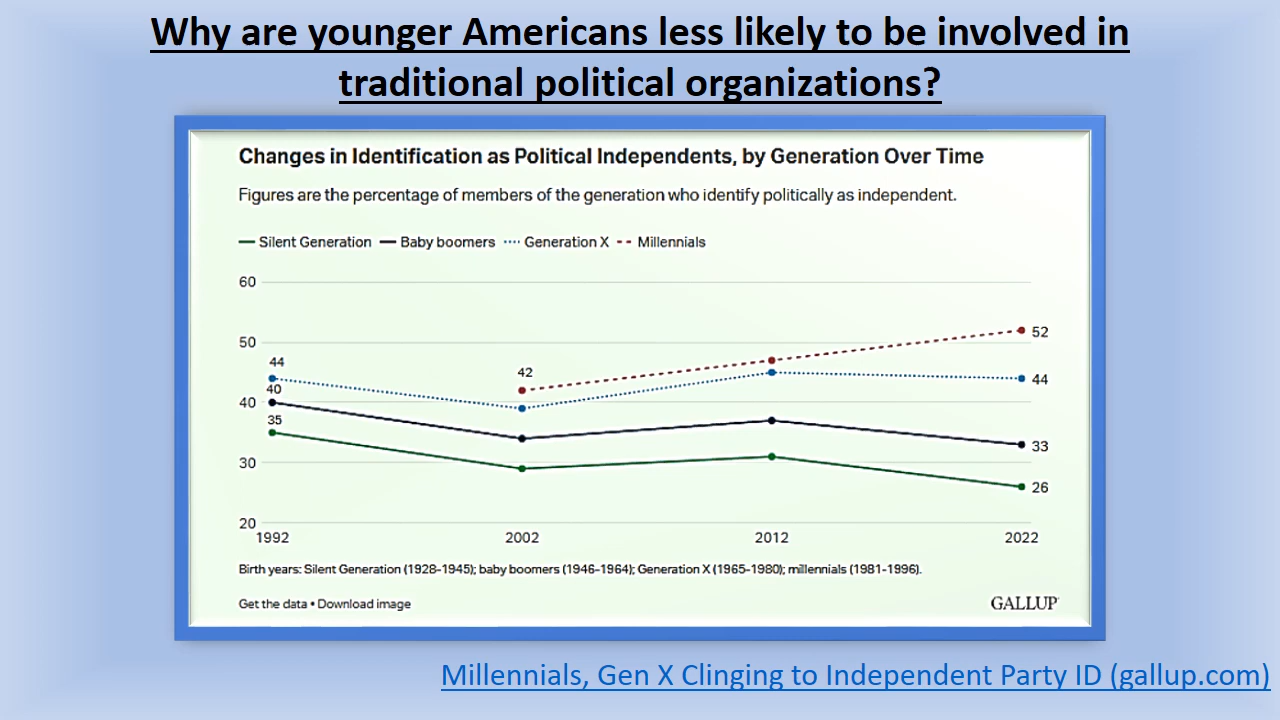 Why are younger Americans less likely to be involved in
traditional political organizations?
Changes in Identification as Political Independents, by Generation Over Time
Figures are the percentage of members of the generation who identify politically as independent.
Silent Generation Baby boomers Generation X Millennials
60
50
52
44
42
44
40
40
35
33
30
26
20
1992 2002 2012 2022
Birth years: Silent Generation (1928-1945); baby boomers (1946-1964); Generation X (1965-1980); millennials (1981-1996).
Get the data • Download image GALLUP
Millennials, Gen X Clinging to Independent Party ID (gallup.com)